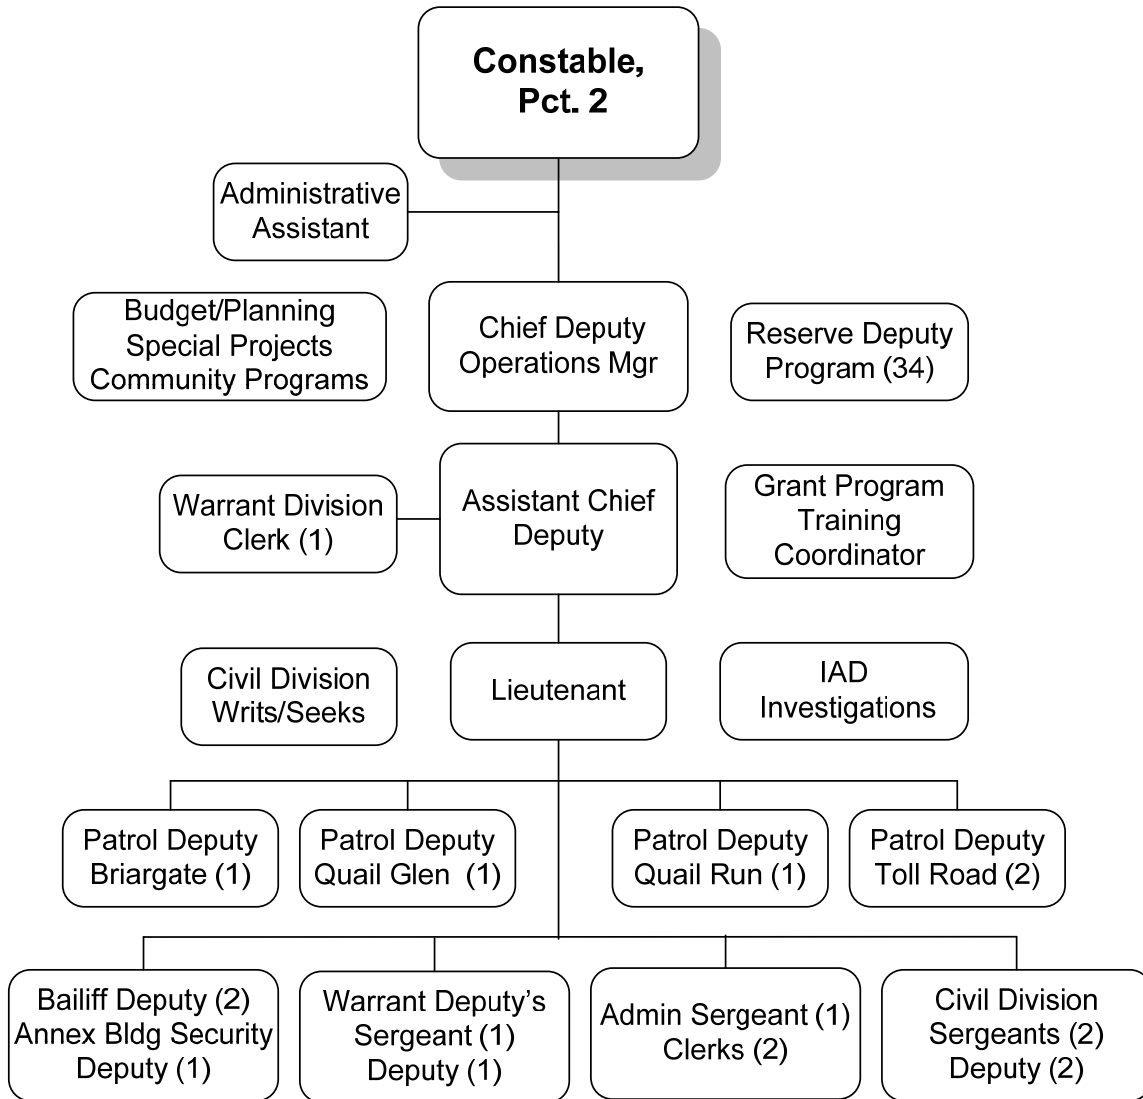 Constable,
Pct. 2
Administrative
Assistant
Budget/Planning
Special Projects
Community Programs
Chief Deputy
Operations Mgr
Reserve Deputy
Program (34)
Warrant Division
Clerk (1)
Assistant Chief
Deputy
Grant Program
Training
Coordinator
Civil Division
Writs/Seeks
Lieutenant
IAD
Investigations
Patrol Deputy
Briargate (1)
Patrol Deputy
Quail Glen (1)
Patrol Deputy
Quail Run (1)
Patrol Deputy
Toll Road (2)
Bailiff Deputy (2)
Annex Bldg Security
Deputy (1)
Warrant Deputy’s
Sergeant (1)
Deputy (1)
Admin Sergeant (1)
Clerks (2)
Civil Division
Sergeants (2)
Deputy (2)